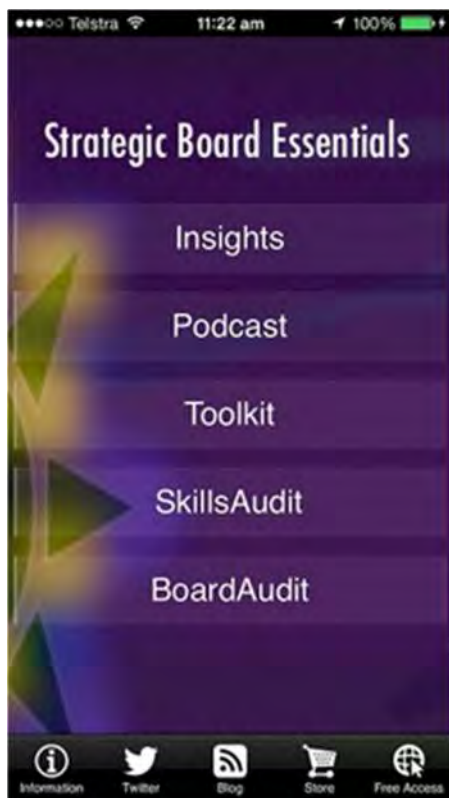 Telstra 11:22 am 100%
Strategic Board Essentials
Insights
Podcast
Toolkit
SkillsAudit
BoardAudit
Information Twitter Blog Store Free Access